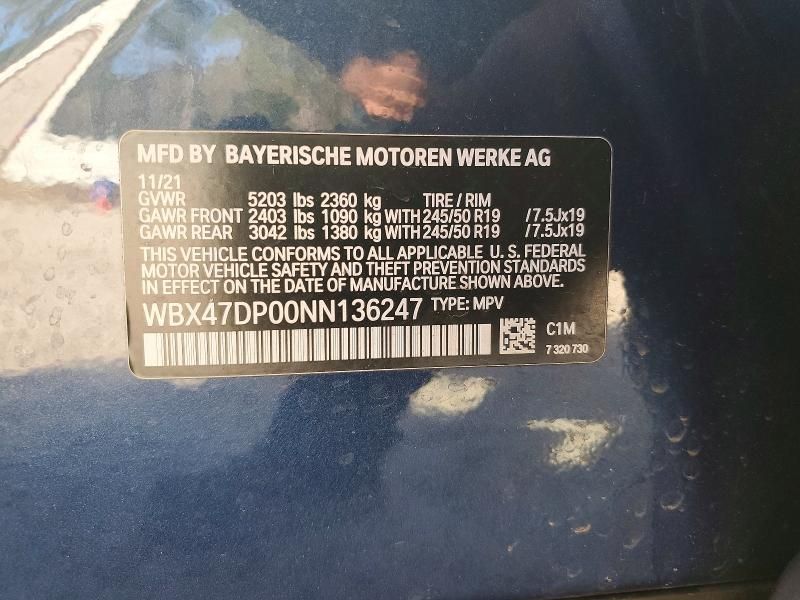 MFD BY BAYERISCHE MOTOREN WERKE AG
11/21
GVWR 5203 lbs 2360 kg TIRE / RIM
GAWR FRONT 2403 lbs 1090 kg WITH 245/50 R19 /7.5Jx19
GAWR REAR 3042 lbs 1380 kg WITH 245/50 R19 /7.5Jx19
THIS VEHICLE CONFORMS TO ALL APPLICABLE U. S. FEDERAL
MOTOR VEHICLE SAFETY AND THEFT PREVENTION STANDARDS
IN EFFECT ON THE DATE OF MANUFACTURE SHOWN ABOVE.
WBX47DP00NN136247 TYPE: MPV
C1M
7 320 730